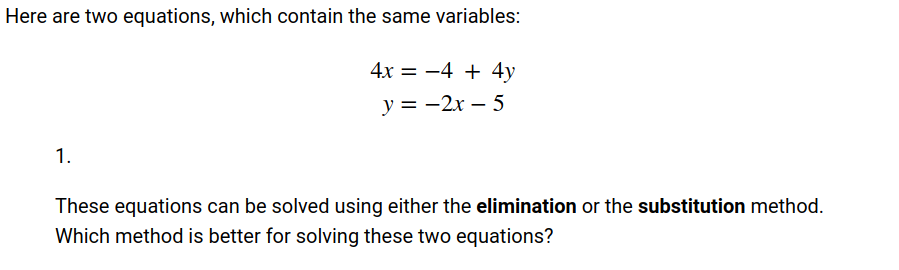 Here are two equations, which contain the same variables:
4x = −4 + 4y
y = −2x − 5
1.
These equations can be solved using either the elimination or the substitution method.
Which method is better for solving these two equations?